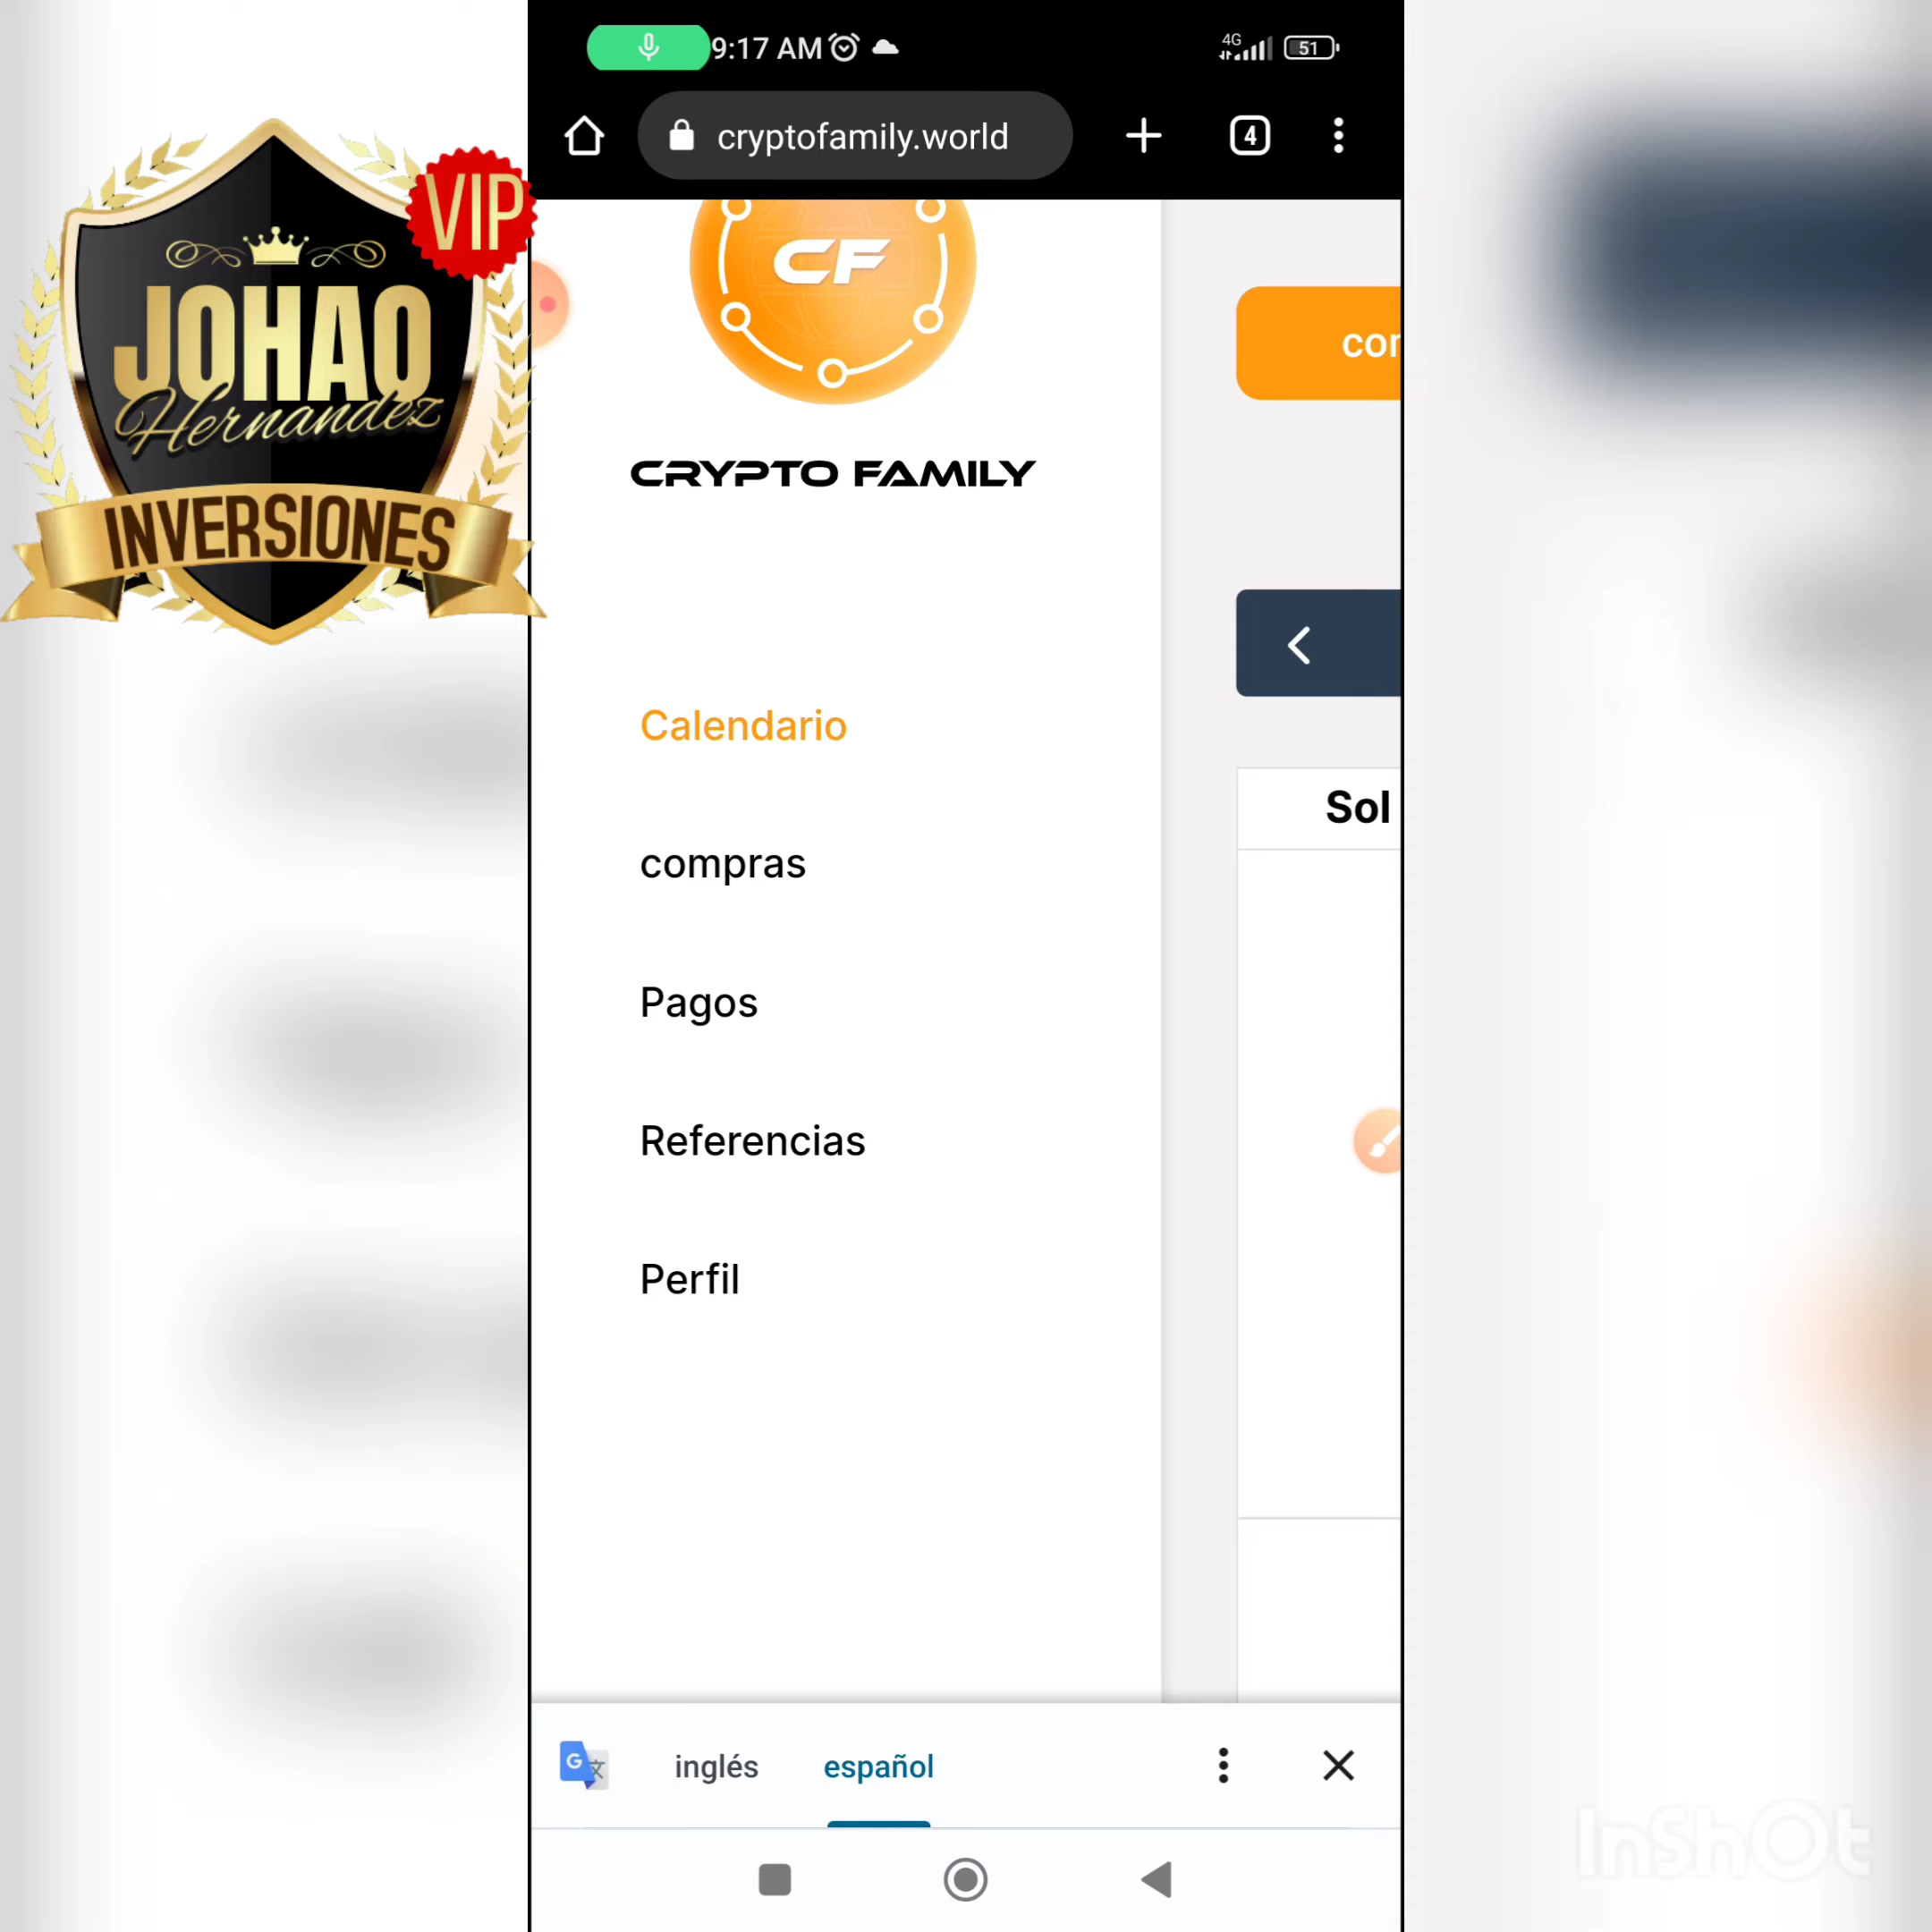 9:17 AM
4G
51
cryptofamily.world
4
VIP
JOHAO
Hernandez
INVERSIONES
CF
CRYPTO FAMILY
Calendario
compras
Pagos
Referencias
Perfil
Sol
G 文
inglés
español
InShOt